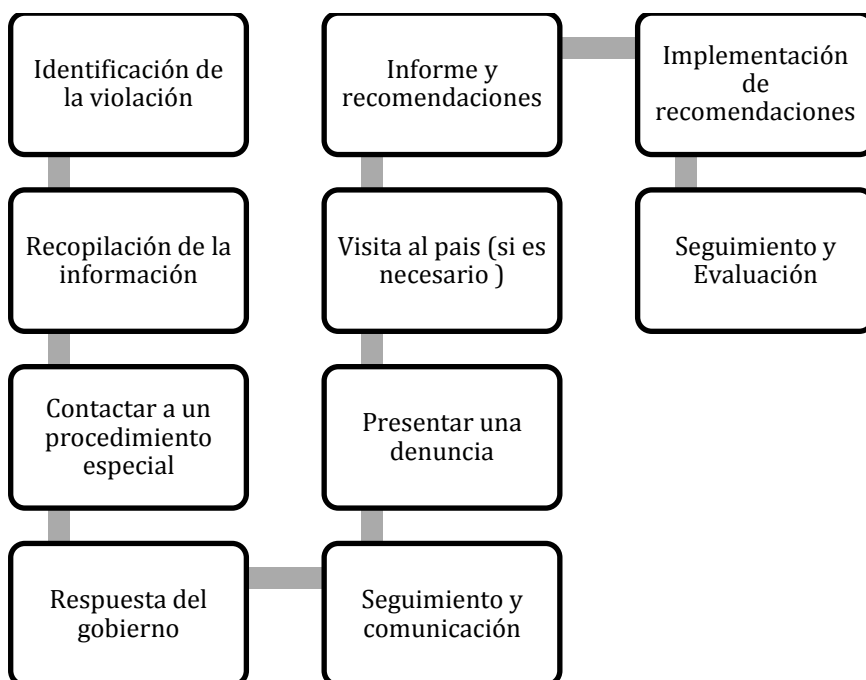 Identificación de
la violación
Recopilación de la
información
Contactar a un
procedimiento
especial
Respuesta del
gobierno
Seguimiento y
comunicación
Presentar una
denuncia
Visita al pais (si es
necesario )
Informe y
recomendaciones
Implementación
de
recomendaciones
Seguimiento y
Evaluación